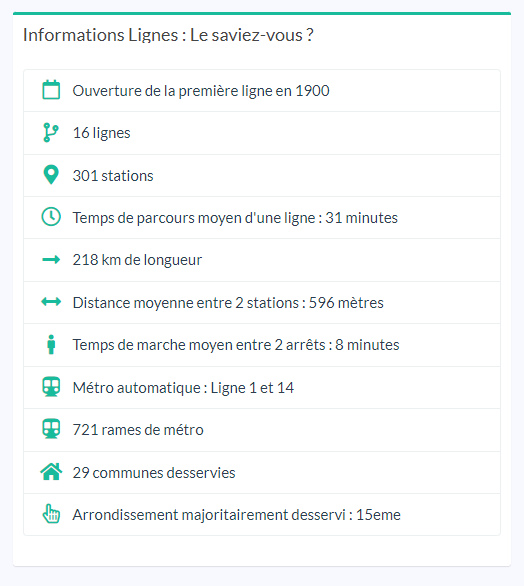 Informations Lignes : Le saviez-vous ?
Ouverture de la première ligne en 1900
16 lignes
301 stations
Temps de parcours moyen d'une ligne : 31 minutes
218 km de longueur
Distance moyenne entre 2 stations : 596 mètres
Temps de marche moyen entre 2 arrêts : 8 minutes
Métro automatique : Ligne 1 et 14
721 rames de métro
29 communes desservies
Arrondissement majoritairement desservi : 15eme